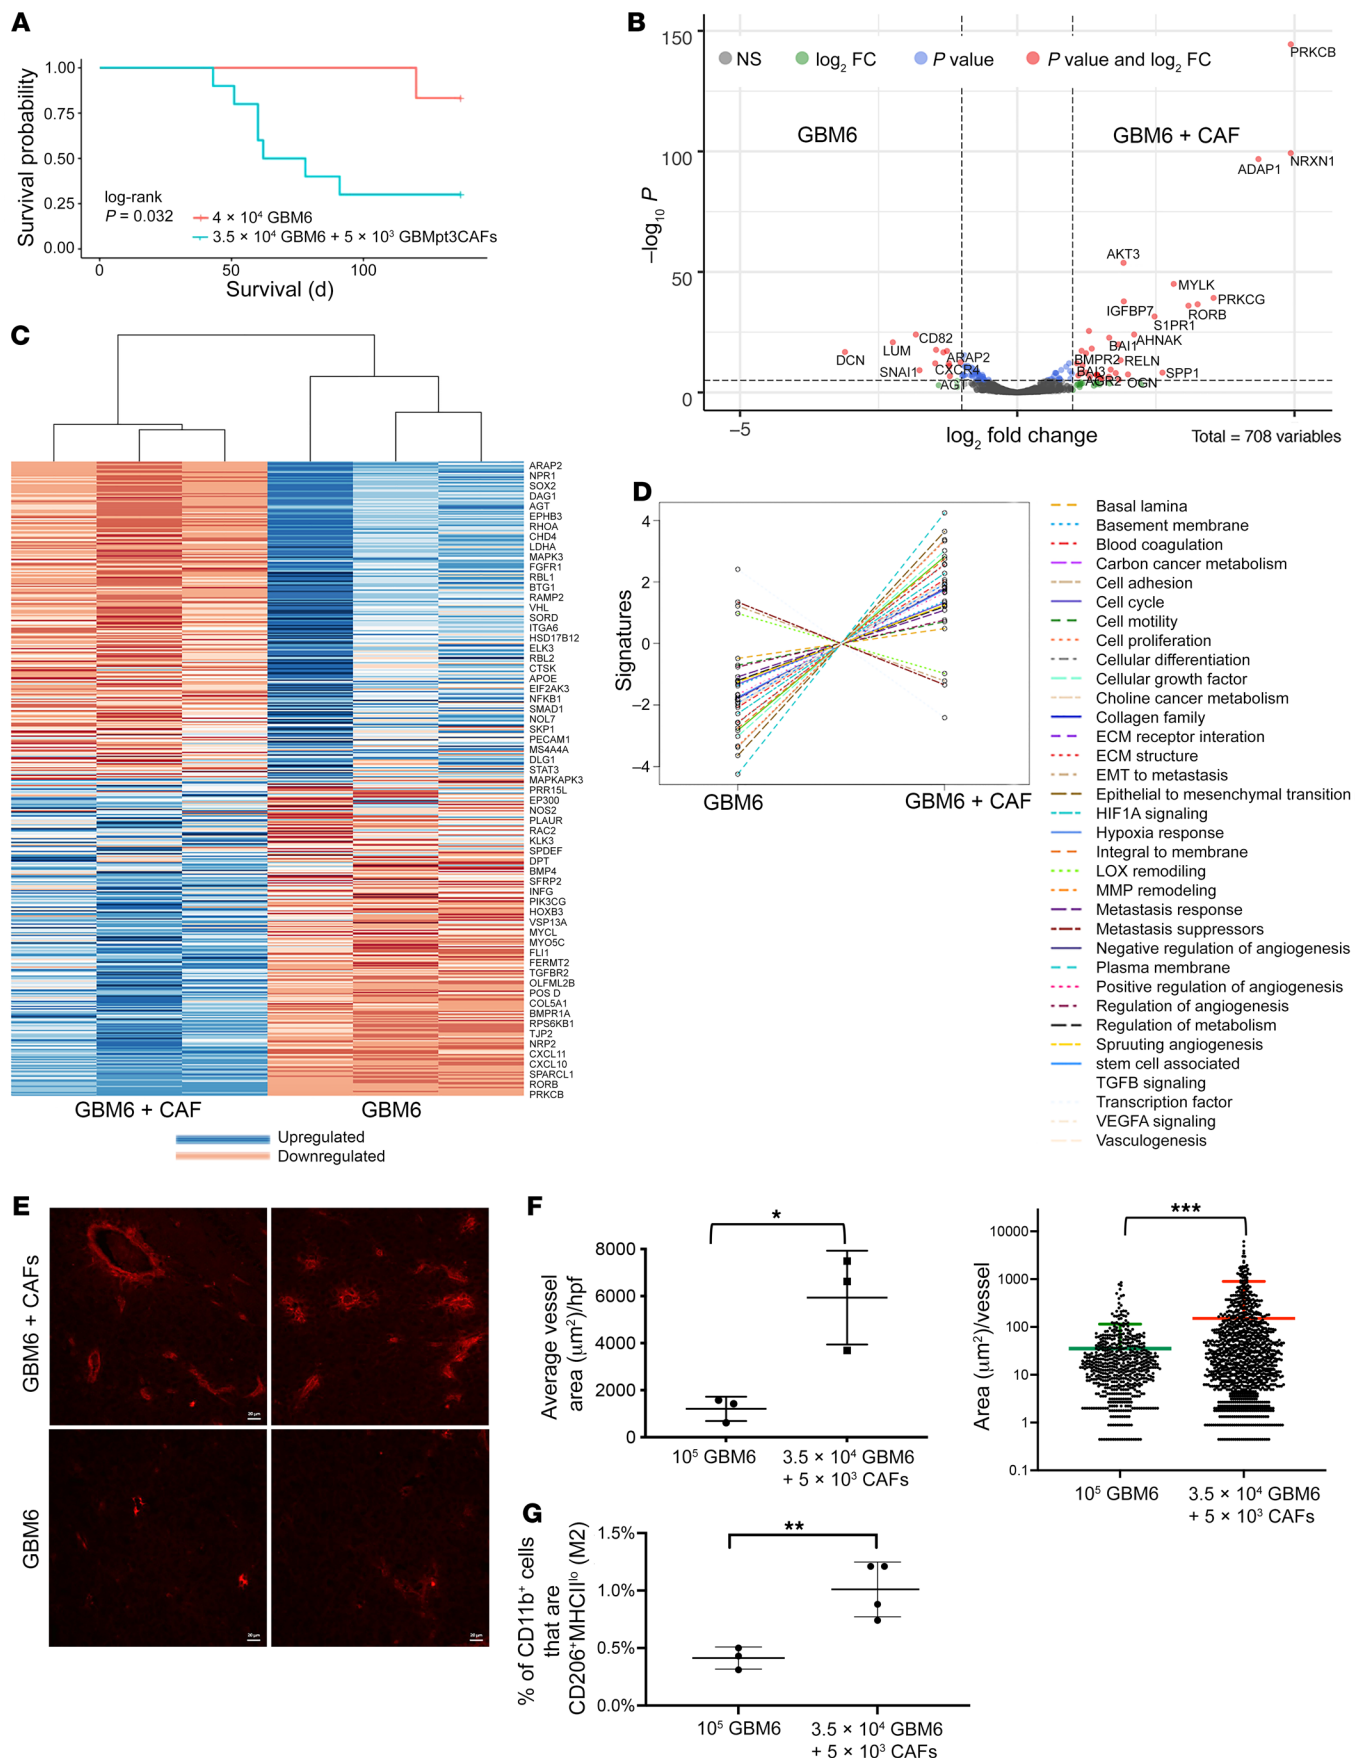 A
1.00
0.75
0.50
0.25
0.00
Survival probability
log-rank
P = 0.032
4 × 10⁴ GBM6
3.5 × 10⁴ GBM6 + 5 × 10³ GBMpt3CAFs
0
50
100
Survival (d)
B
150
100
50
0
−log₁₀ P
NS
log₂ FC
P value
P value and log₂ FC
GBM6
GBM6 + CAF
PRKCB
NRXN1
ADAP1
AKT3
MYLK
PRKCG
IGFBP7
RORB
S1PR1
AHNAK
BAI1
BMPR2
RELN
BAI3
SPP1
AGR2
OGN
CD82
LUM
DCN
ARAP2
SNAI1
CXCR4
AGT
−5
log₂ fold change
Total = 708 variables
C
ARAP2
NPR1
SOX2
DAG1
AGT
EPHB3
RHOA
CHD4
LDHA
MAPK3
FGFR1
RBL1
BTG1
RAMP2
VHL
SORD
ITGA6
HSD17B12
ELK3
RBL2
CTSK
APOE
EIF2AK3
NFKB1
SMAD1
NOL7
SKP1
PECAM1
MS4A4A
DLG1
STAT3
MAPKAPK3
PRR15L
EP300
NOS2
PLAUR
RAC2
KLK3
SPDEF
DPT
BMP4
SFRP2
INFG
PIK3CG
HOXB3
VSP13A
MYCL
MYO5C
FLI1
FERMT2
TGFBR2
OLFML2B
POS D
COL5A1
BMPR1A
RPS6KB1
TJP2
NRP2
CXCL11
CXCL10
SPARCL1
RORB
PRKCB
GBM6 + CAF
GBM6
Upregulated
Downregulated
D
4
2
0
−2
−4
Signatures
GBM6
GBM6 + CAF
Basal lamina
Basement membrane
Blood coagulation
Carbon cancer metabolism
Cell adhesion
Cell cycle
Cell motility
Cell proliferation
Cellular differentiation
Cellular growth factor
Choline cancer metabolism
Collagen family
ECM receptor interation
ECM structure
EMT to metastasis
Epithelial to mesenchymal transition
HIF1A signaling
Hypoxia response
Integral to membrane
LOX remodiling
MMP remodeling
Metastasis response
Metastasis suppressors
Negative regulation of angiogenesis
Plasma membrane
Positive regulation of angiogenesis
Regulation of angiogenesis
Regulation of metabolism
Spruuting angiogenesis
stem cell associated
TGFB signaling
Transcription factor
VEGFA signaling
Vasculogenesis
E
GBM6 + CAFs
GBM6
20 µm
20 µm
20 µm
20 µm
F
*
8000
6000
4000
2000
0
Average vessel
area (µm²)/hpf
10⁵ GBM6
3.5 × 10⁴ GBM6
+ 5 × 10³ CAFs
***
10000
1000
100
10
1
0.1
Area (µm²)/vessel
10⁵ GBM6
3.5 × 10⁴ GBM6
+ 5 × 10³ CAFs
G
**
1.5%
1.0%
0.5%
0.0%
% of CD11b⁺ cells
that are
CD206⁺MHCIIˡᵒ (M2)
10⁵ GBM6
3.5 × 10⁴ GBM6
+ 5 × 10³ CAFs